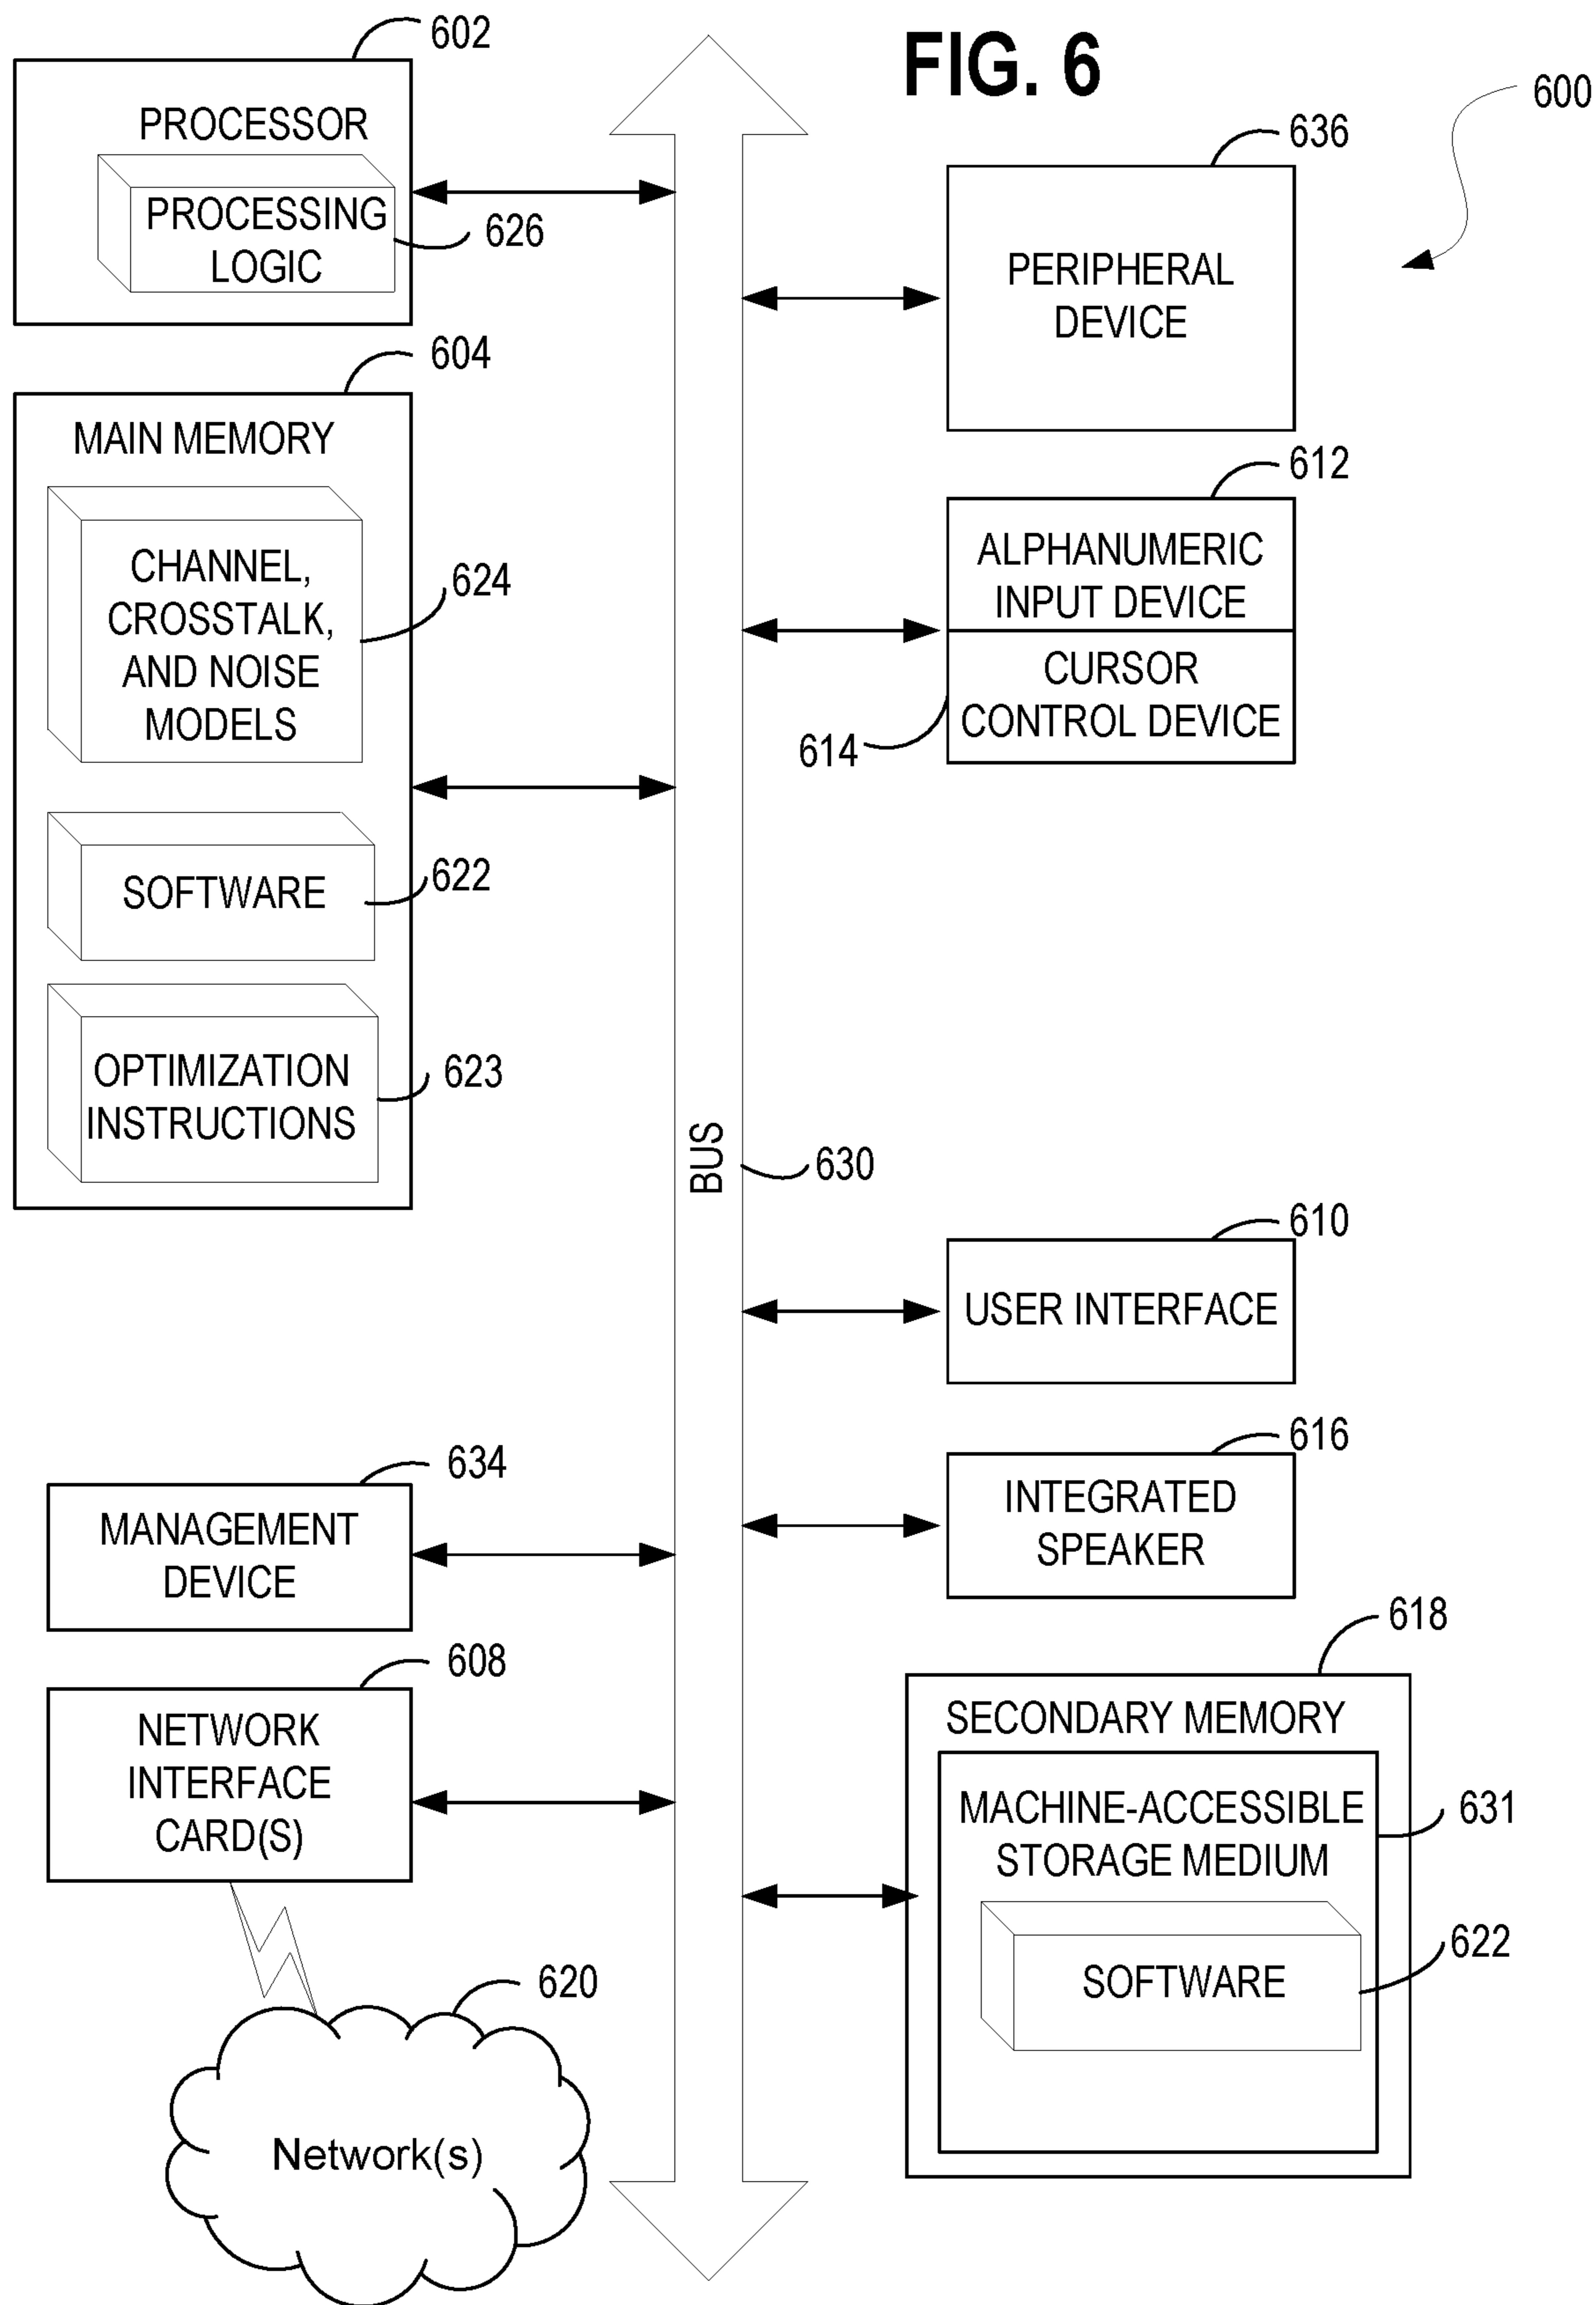 FIG. 6
600
602
PROCESSOR
PROCESSING
LOGIC
626
604
MAIN MEMORY
CHANNEL,
CROSSTALK,
AND NOISE
MODELS
624
SOFTWARE
622
OPTIMIZATION
INSTRUCTIONS
623
634
MANAGEMENT
DEVICE
608
NETWORK
INTERFACE
CARD(S)
620
Network(s)
BUS
630
636
PERIPHERAL
DEVICE
612
ALPHANUMERIC
INPUT DEVICE
CURSOR
CONTROL DEVICE
614
610
USER INTERFACE
616
INTEGRATED
SPEAKER
618
SECONDARY MEMORY
MACHINE-ACCESSIBLE
STORAGE MEDIUM
631
SOFTWARE
622